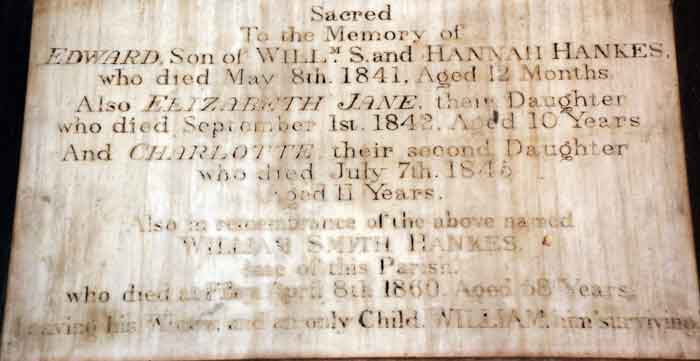 Sacred
To the Memory of
EDWARD, Son of WILL.M S. and HANNAH HANKES,
who died May 8th. 1841. Aged 12 Months.
Also ELIZABETH JANE, their Daughter
who died September 1st. 1842. Aged 10 Years
And CHARLOTTE, their second Daughter
who died July 7th. 1845
Aged 11 Years.
Also in remembrance of the above named
WILLIAM SMITH HANKES,
late of this Parish.
who died at April 8th. 1860. Aged 68 Years,
Leaving his Widow, and an only Child, WILLIAM, him surviving